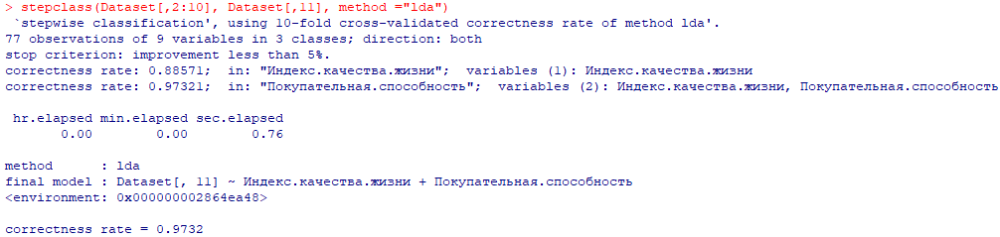 > stepclass(Dataset[,2:10], Dataset[,11], method ="lda")
 `stepwise classification', using 10-fold cross-validated correctness rate of method lda'.
77 observations of 9 variables in 3 classes; direction: both
stop criterion: improvement less than 5%.
correctness rate: 0.88571;  in: "Индекс.качества.жизни";  variables (1): Индекс.качества.жизни
correctness rate: 0.97321;  in: "Покупательная.способность";  variables (2): Индекс.качества.жизни, Покупательная.способность
 hr.elapsed min.elapsed sec.elapsed
       0.00        0.00        0.76
method      : lda
final model : Dataset[, 11] ~ Индекс.качества.жизни + Покупательная.способность
<environment: 0x000000002864ea48>
correctness rate = 0.9732